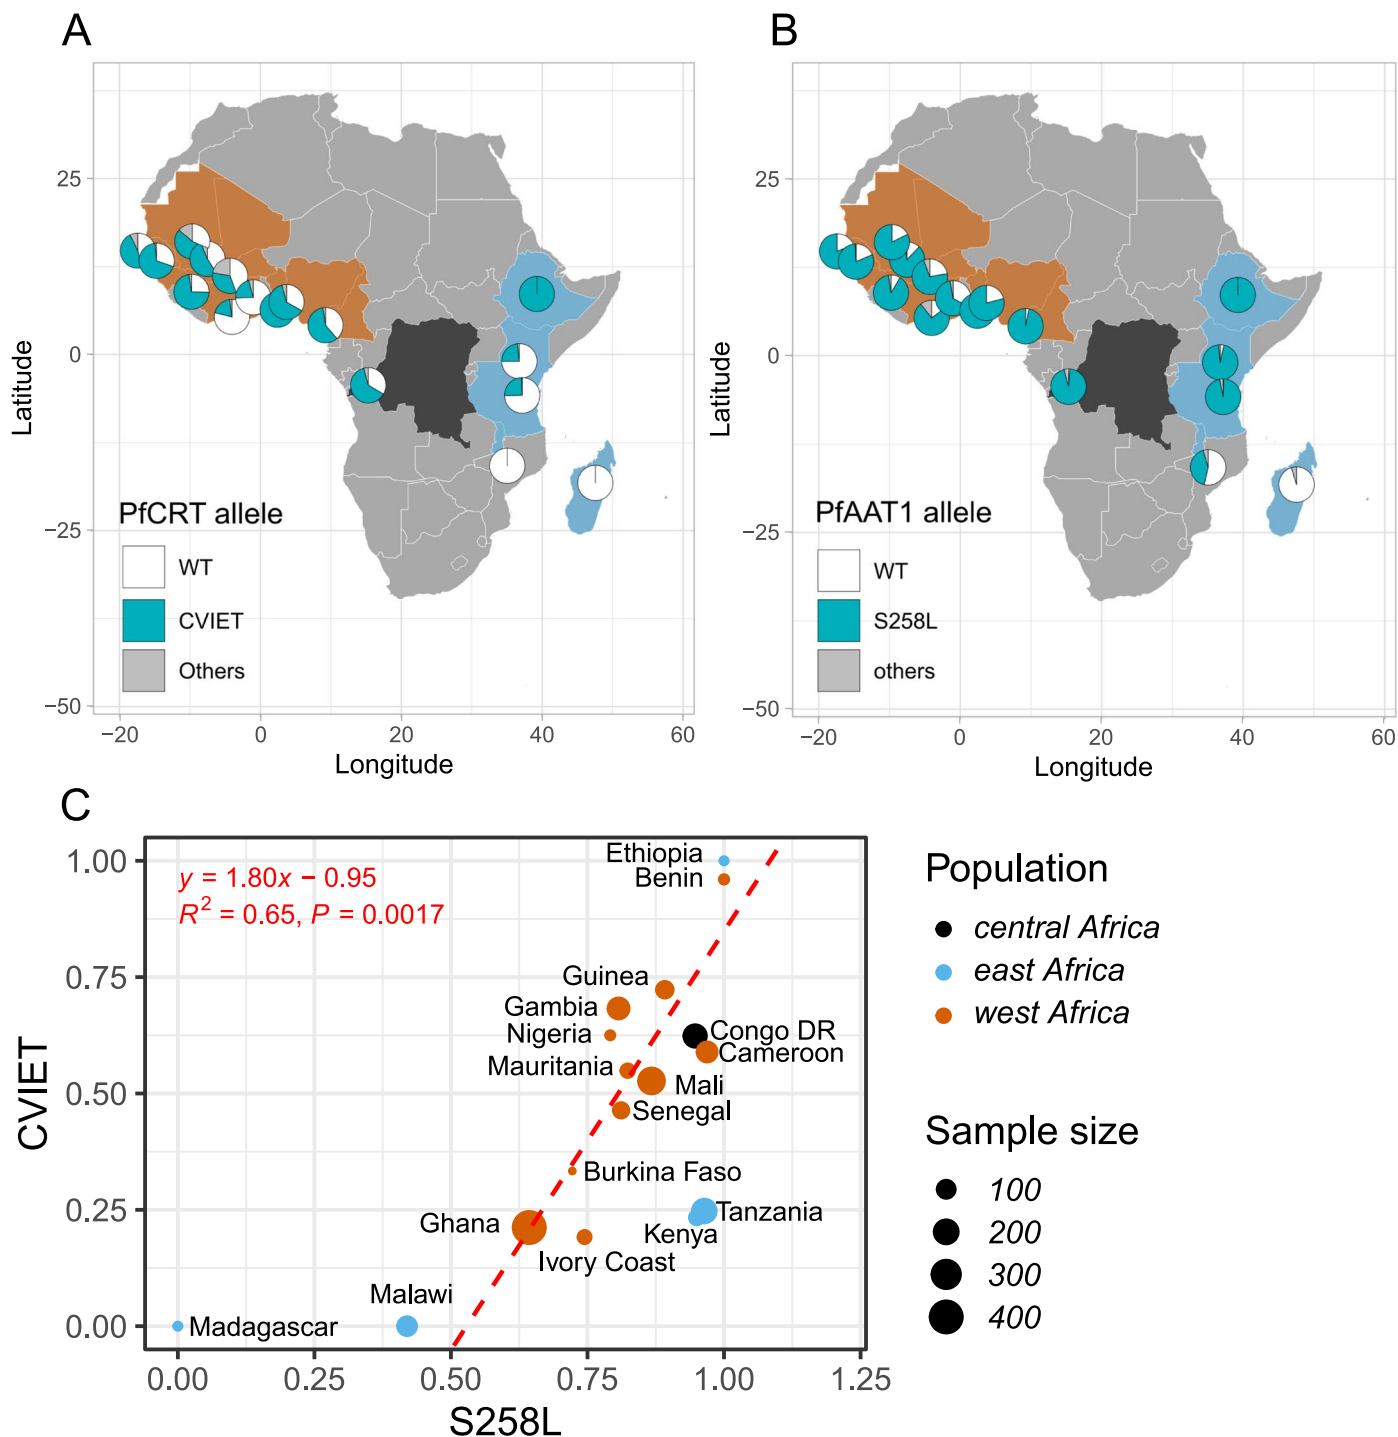 A
25
0
−25
−50
−20
0
20
40
60
Latitude
Longitude
PfCRT allele
WT
CVIET
Others
B
25
0
−25
−50
−20
0
20
40
60
Latitude
Longitude
PfAAT1 allele
WT
S258L
others
C
y = 1.80x − 0.95
R² = 0.65, P = 0.0017
1.00
0.75
0.50
0.25
0.00
CVIET
Ethiopia
Benin
Guinea
Gambia
Nigeria
Congo DR
Cameroon
Mauritania
Mali
Senegal
Burkina Faso
Ghana
Tanzania
Kenya
Ivory Coast
Malawi
Madagascar
0.00
0.25
0.50
0.75
1.00
1.25
S258L
Population
central Africa
east Africa
west Africa
Sample size
100
200
300
400